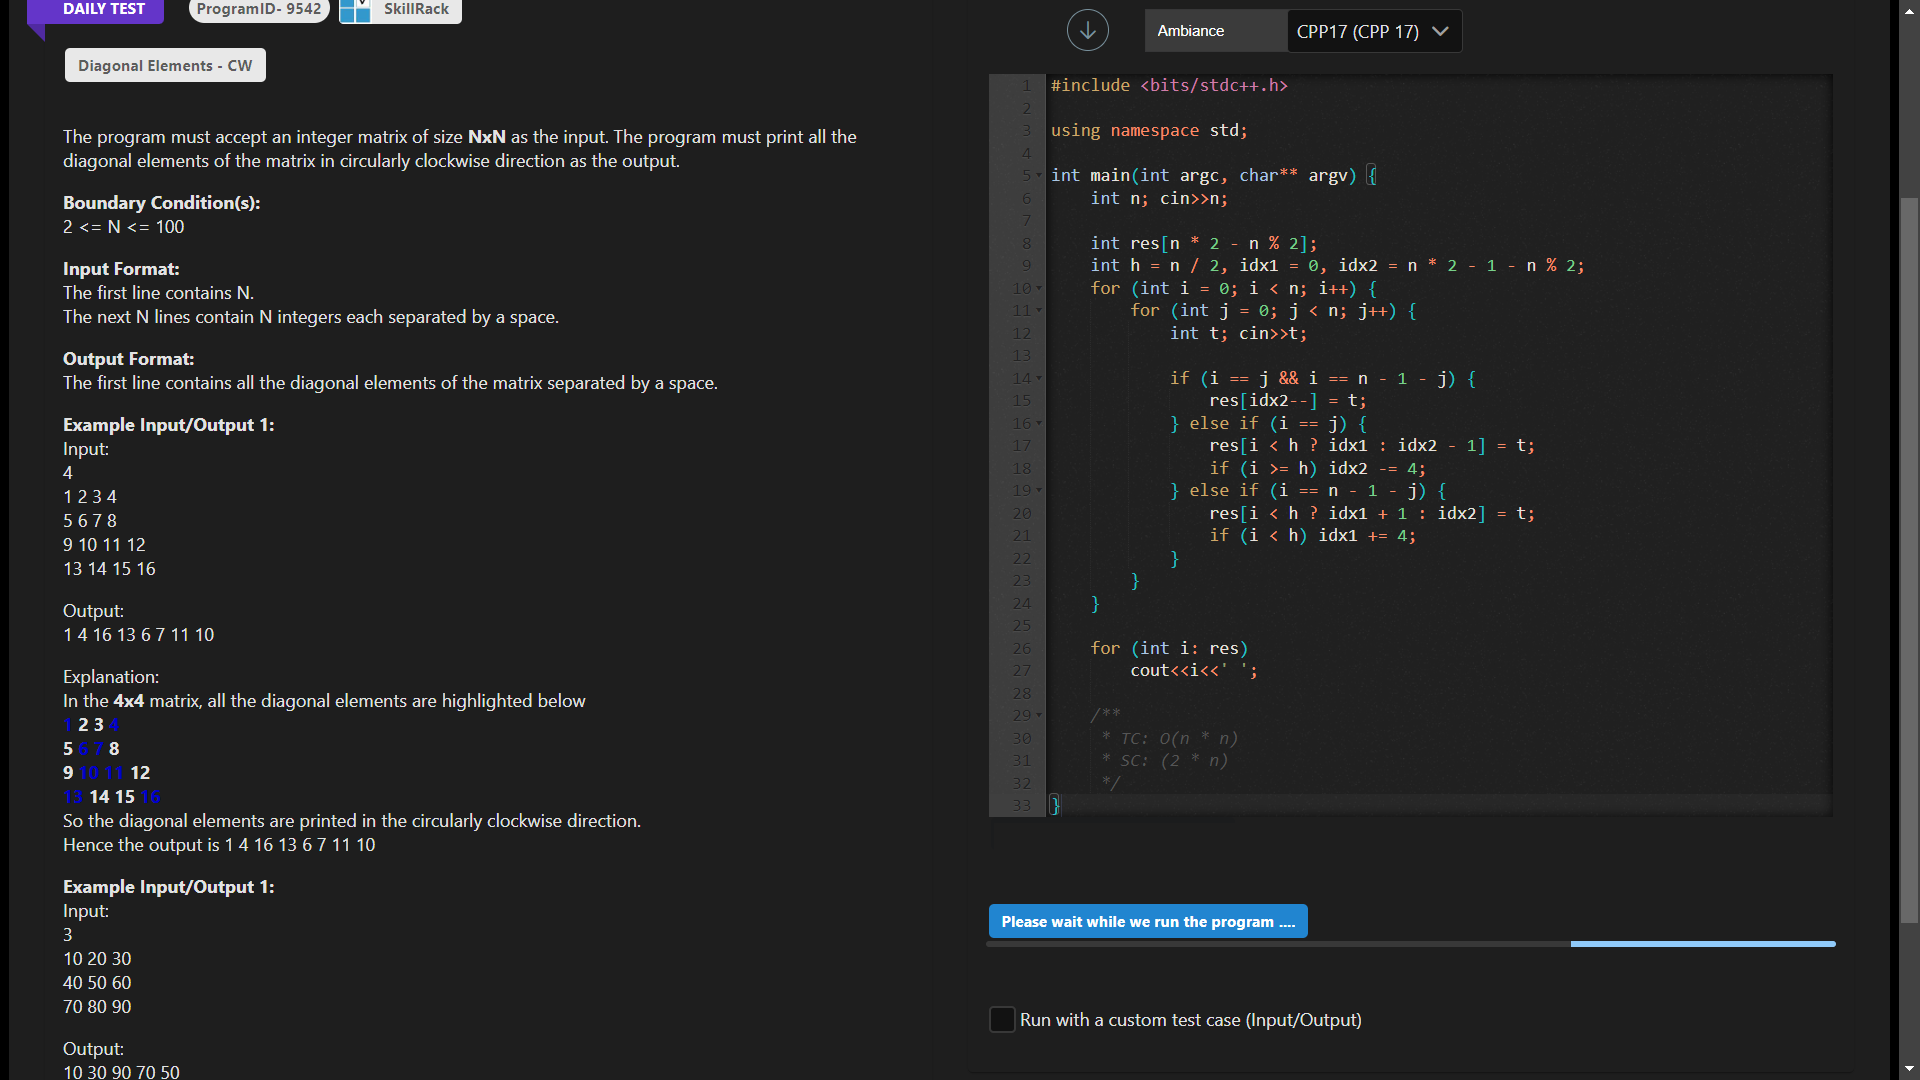 DAILY TEST
ProgramID- 9542
SkillRack
Diagonal Elements - CW
The program must accept an integer matrix of size NxN as the input. The program must print all the
diagonal elements of the matrix in circularly clockwise direction as the output.
Boundary Condition(s):
2 <= N <= 100
Input Format:
The first line contains N.
The next N lines contain N integers each separated by a space.
Output Format:
The first line contains all the diagonal elements of the matrix separated by a space.
Example Input/Output 1:
Input:
4
1 2 3 4
5 6 7 8
9 10 11 12
13 14 15 16
Output:
1 4 16 13 6 7 11 10
Explanation:
In the 4x4 matrix, all the diagonal elements are highlighted below
1 2 3 4
5 6 7 8
9 10 11 12
13 14 15 16
So the diagonal elements are printed in the circularly clockwise direction.
Hence the output is 1 4 16 13 6 7 11 10
Example Input/Output 1:
Input:
3
10 20 30
40 50 60
70 80 90
Output:
10 30 90 70 50
Ambiance
CPP17 (CPP 17)
1 #include <bits/stdc++.h>
2
3 using namespace std;
4
5 int main(int argc, char** argv) {
6     int n; cin>>n;
7
8     int res[n * 2 - n % 2];
9     int h = n / 2, idx1 = 0, idx2 = n * 2 - 1 - n % 2;
10     for (int i = 0; i < n; i++) {
11         for (int j = 0; j < n; j++) {
12             int t; cin>>t;
13
14             if (i == j && i == n - 1 - j) {
15                 res[idx2--] = t;
16             } else if (i == j) {
17                 res[i < h ? idx1 : idx2 - 1] = t;
18                 if (i >= h) idx2 -= 4;
19             } else if (i == n - 1 - j) {
20                 res[i < h ? idx1 + 1 : idx2] = t;
21                 if (i < h) idx1 += 4;
22             }
23         }
24     }
25
26     for (int i: res)
27         cout<<i<<' ';
28
29     /**
30      * TC: O(n * n)
31      * SC: (2 * n)
32      */
33 }
Please wait while we run the program ....
Run with a custom test case (Input/Output)